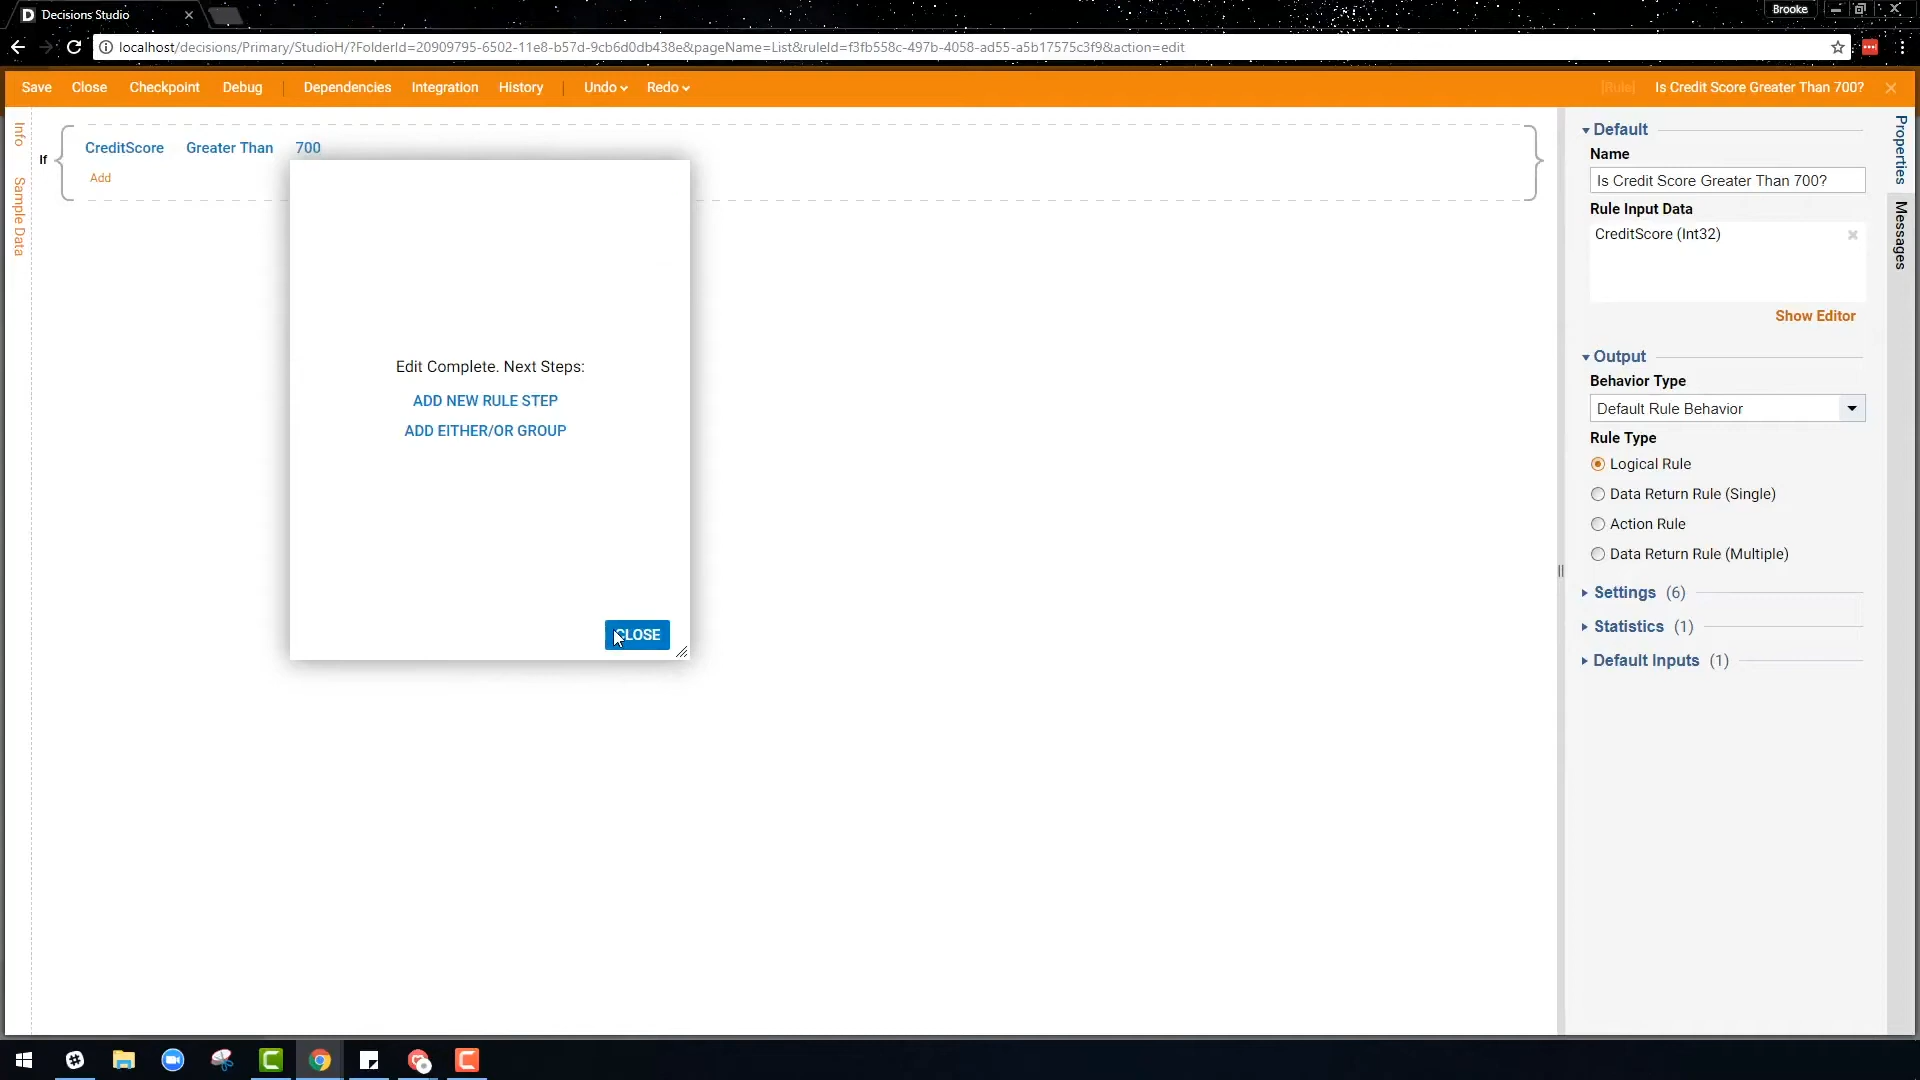 Decisions Studio
Brooke
localhost/decisions/Primary/StudioH/?FolderId=20909795-6502-11e8-b57d-9cb6d0db438e&pageName=List&ruleId=f3fb558c-497b-4058-ad55-a5b17575c3f9&action=edit
Save Close Checkpoint Debug Dependencies Integration History Undo Redo [Rule] Is Credit Score Greater Than 700?
Info
Sample Data
If
CreditScore Greater Than 700
Add
Edit Complete. Next Steps:
ADD NEW RULE STEP
ADD EITHER/OR GROUP
CLOSE
Default
Name
Is Credit Score Greater Than 700?
Rule Input Data
CreditScore (Int32)
Show Editor
Output
Behavior Type
Default Rule Behavior
Rule Type
Logical Rule
Data Return Rule (Single)
Action Rule
Data Return Rule (Multiple)
Settings (6)
Statistics (1)
Default Inputs (1)
Properties
Messages